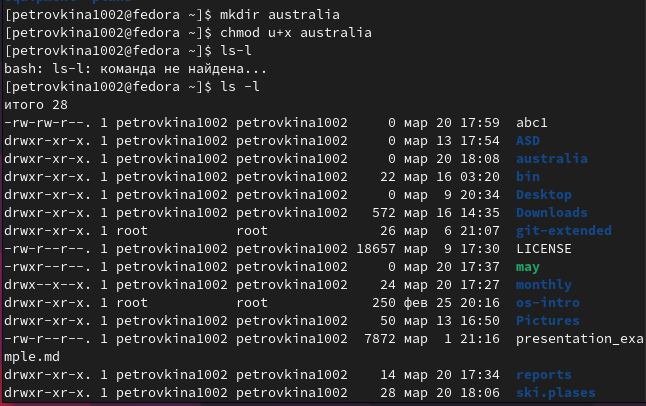 [petrovkina1002@fedora ~]$ mkdir australia
[petrovkina1002@fedora ~]$ chmod u+x australia
[petrovkina1002@fedora ~]$ ls-l
bash: ls-l: команда не найдена...
[petrovkina1002@fedora ~]$ ls -l
итого 28
-rw-rw-r--. 1 petrovkina1002 petrovkina1002     0 мар 20 17:59  abc1
drwxr-xr-x. 1 petrovkina1002 petrovkina1002     0 мар 13 17:54  ASD
drwxr-xr-x. 1 petrovkina1002 petrovkina1002     0 мар 20 18:08  australia
drwxr-xr-x. 1 petrovkina1002 petrovkina1002    22 мар 16 03:20  bin
drwxr-xr-x. 1 petrovkina1002 petrovkina1002     0 мар  9 20:34  Desktop
drwxr-xr-x. 1 petrovkina1002 petrovkina1002   572 мар 16 14:35  Downloads
drwxr-xr-x. 1 root           root              26 мар  6 21:07  git-extended
-rw-r--r--. 1 petrovkina1002 petrovkina1002 18657 мар  9 17:30  LICENSE
-rwxr--r--. 1 petrovkina1002 petrovkina1002     0 мар 20 17:37  may
drwx--x--x. 1 petrovkina1002 petrovkina1002    24 мар 20 17:27  monthly
drwxr-xr-x. 1 root           root             250 фев 25 20:16  os-intro
drwxr-xr-x. 1 petrovkina1002 petrovkina1002    50 мар 13 16:50  Pictures
-rw-r--r--. 1 petrovkina1002 petrovkina1002  7872 мар  1 21:16  presentation_exa
mple.md
drwxr-xr-x. 1 petrovkina1002 petrovkina1002    14 мар 20 17:34  reports
drwxr-xr-x. 1 petrovkina1002 petrovkina1002    28 мар 20 18:06  ski.plases